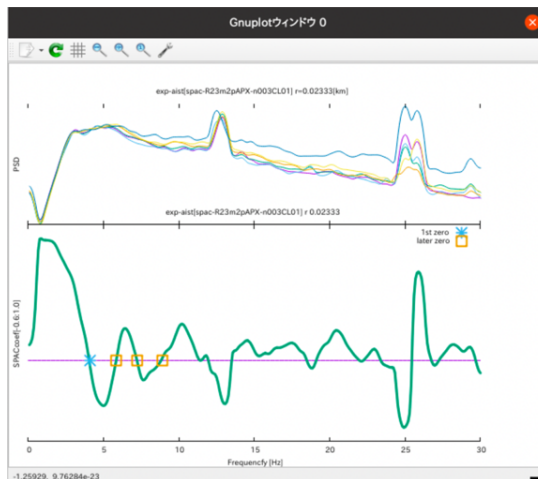 Gnuplotウィンドウ 0
exp-aist[spac-R23m2pAPX-n003CL01] r=0.02333[km]
PSD
exp-aist[spac-R23m2pAPX-n003CL01] r 0.02333
1st zero
later zero
SPACcoef[-0.6:1.0]
0 5 10 15 20 25 30
Frequencfy [Hz]
-1.25929, 9.76284e-23